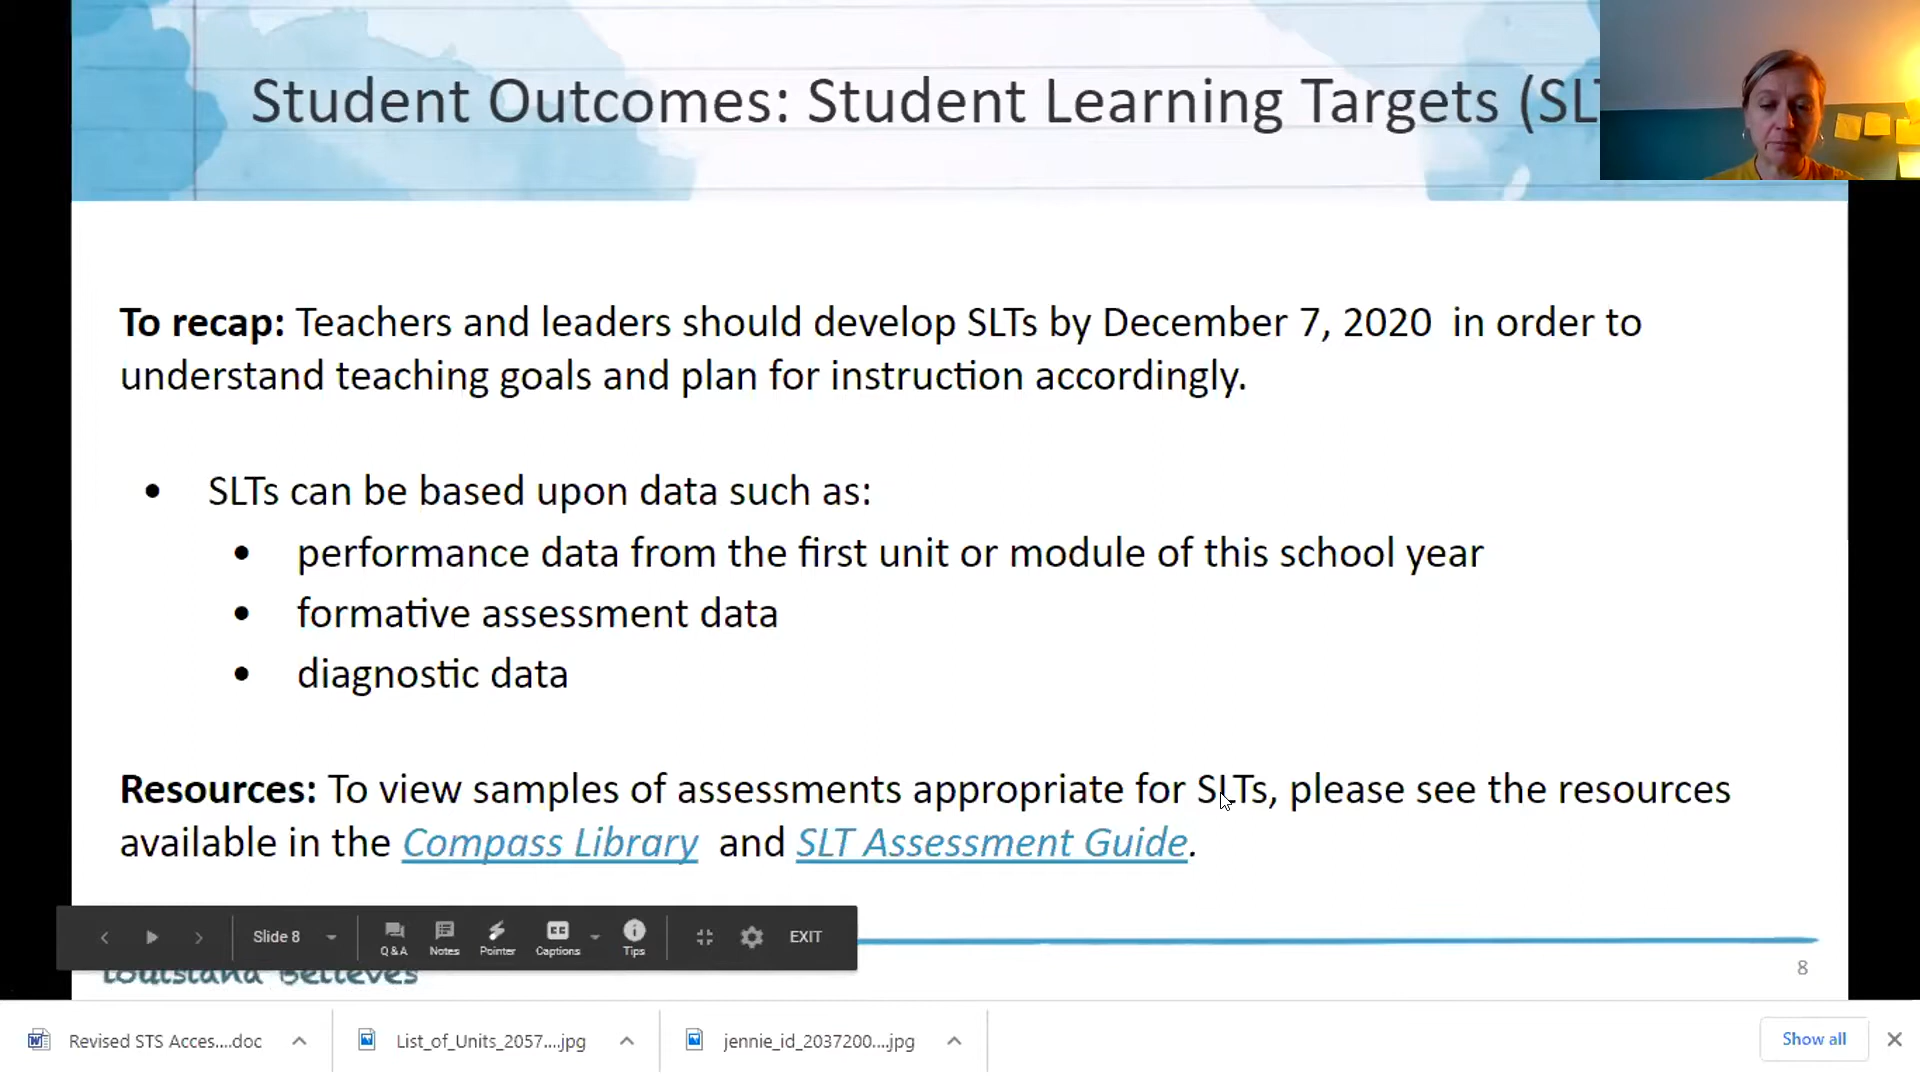 Student Outcomes: Student Learning Targets (SL
To recap: Teachers and leaders should develop SLTs by December 7, 2020 in order to
understand teaching goals and plan for instruction accordingly.
• SLTs can be based upon data such as:
• performance data from the first unit or module of this school year
• formative assessment data
• diagnostic data
Resources: To view samples of assessments appropriate for SLTs, please see the resources
available in the Compass Library and SLT Assessment Guide.
Slide 8 Q&A Notes Pointer CC Captions Tips EXIT
Louisiana Believes
8
Revised STS Acces....doc List_of_Units_2057....jpg jennie_id_2037200....jpg Show all